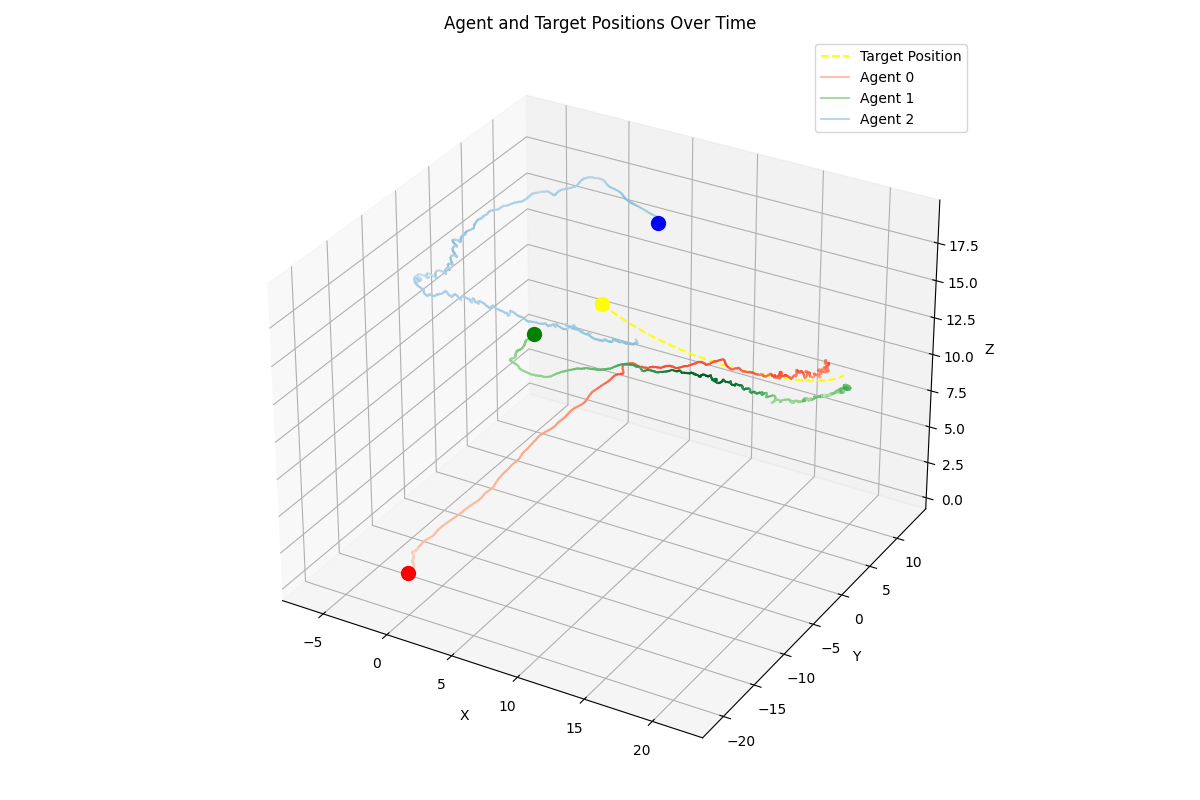 Agent and Target Positions Over Time
Target Position
Agent 0
Agent 1
Agent 2
17.5
15.0
12.5
10.0
7.5
5.0
2.5
0.0
Z
10
5
0
−5
−10
−15
−20
Y
−5
0
5
10
15
20
X